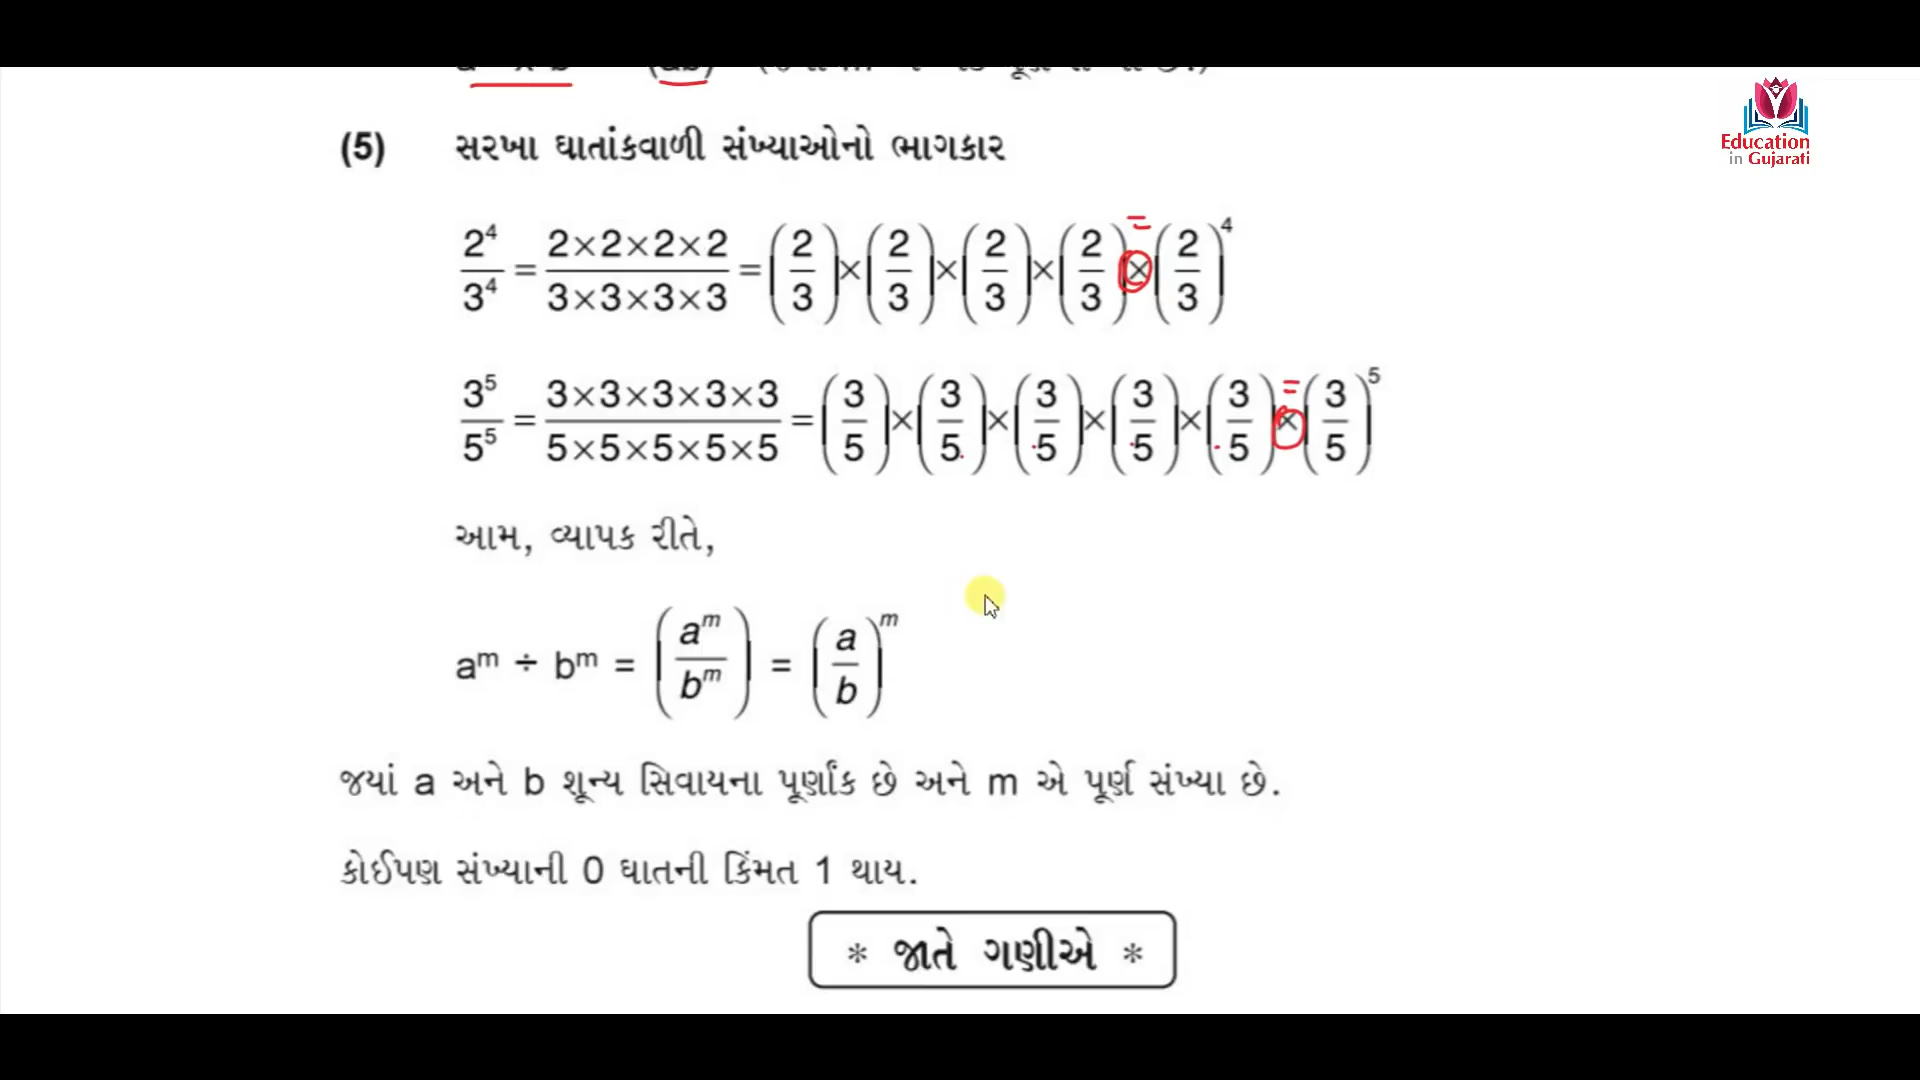 Education
in Gujarati
(5) સરખા ઘાતાંકવાળી સંખ્યાઓનો ભાગકાર
2⁴/3⁴ = 2×2×2×2/3×3×3×3 = (2/3)×(2/3)×(2/3)×(2/3)×(2/3)⁴ =
3⁵/5⁵ = 3×3×3×3×3/5×5×5×5×5 = (3/5)×(3/5)×(3/5)×(3/5)×(3/5)×(3/5)⁵ =
આમ, વ્યાપક રીતે,
aᵐ ÷ bᵐ = (aᵐ/bᵐ) = (a/b)ᵐ
જ્યાં a અને b શૂન્ય સિવાયના પૂર્ણાંક છે અને m એ પૂર્ણ સંખ્યા છે.
કોઈપણ સંખ્યાની 0 ઘાતની કિંમત 1 થાય.
* જાતે ગણીએ *